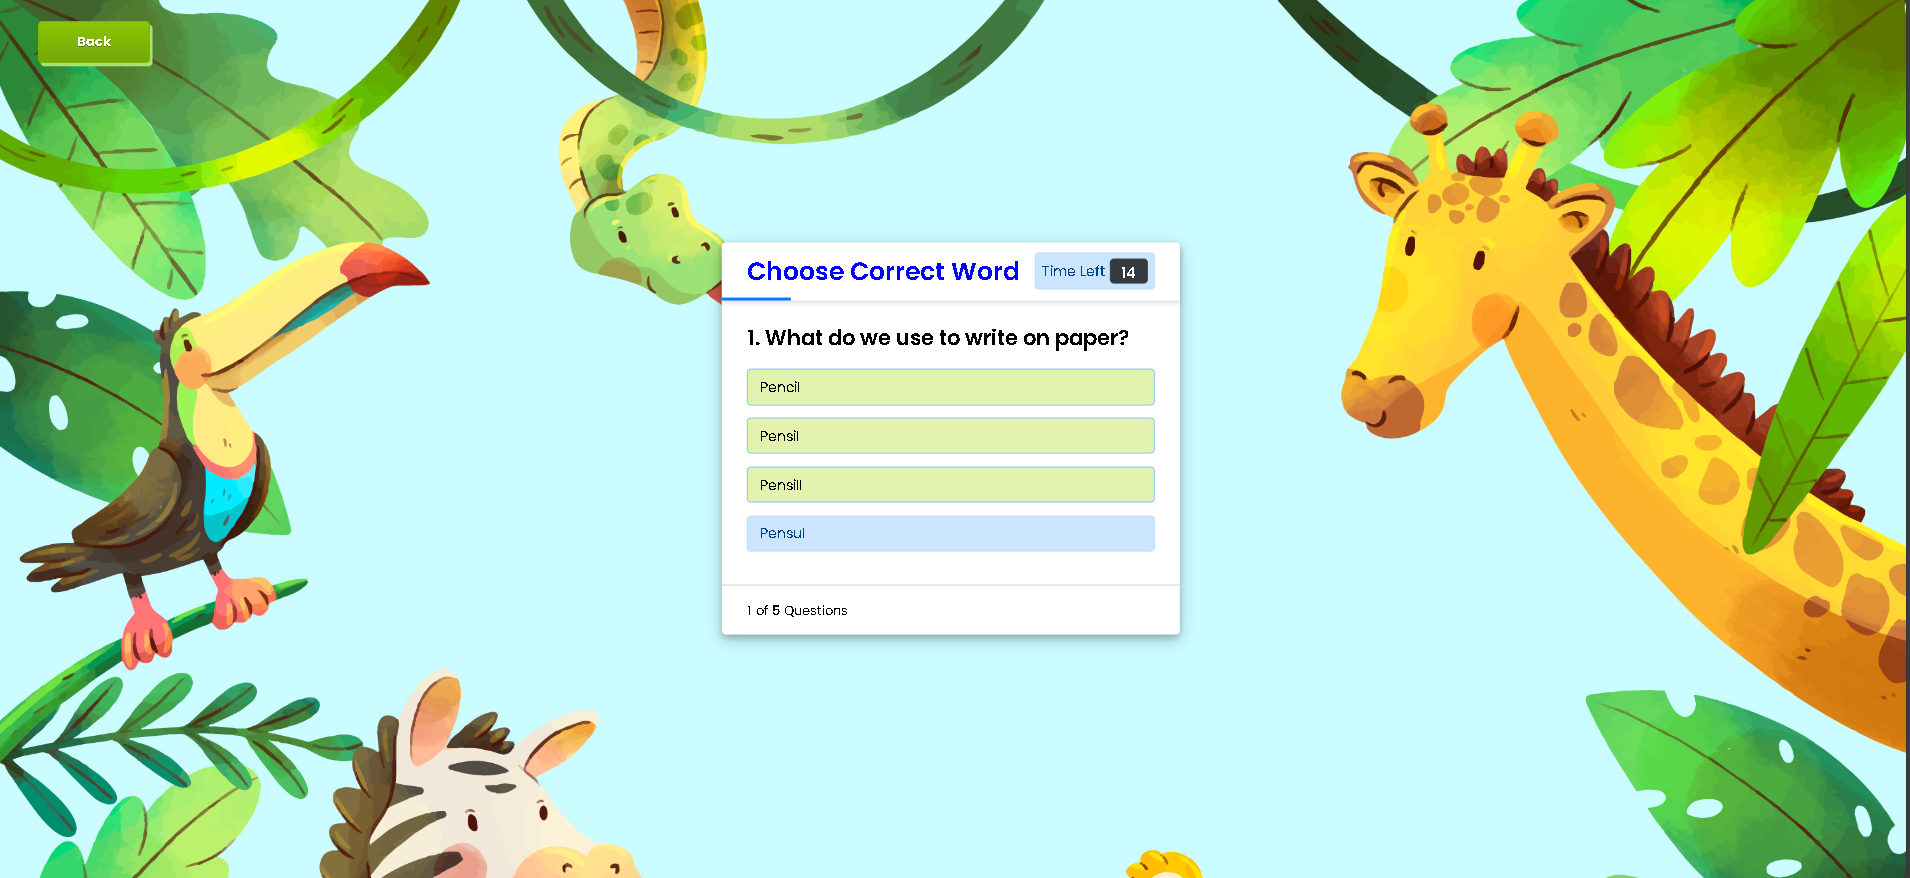 Back
Choose Correct Word
Time Left 14
1. What do we use to write on paper?
Pencil
Pensil
Pensill
Pensul
1 of 5 Questions